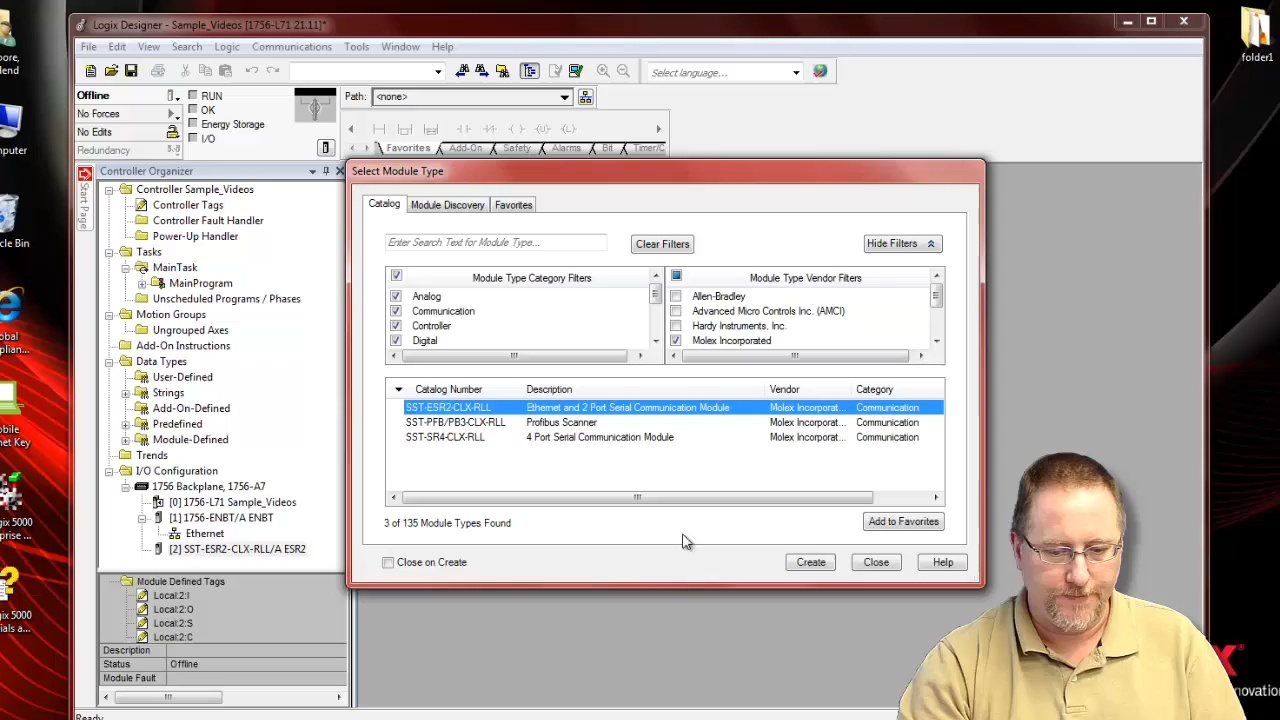 Logix Designer - Sample_Videos [1756-L71 21.11]*
File Edit View Search Logic Communications Tools Window Help
Select language...
Offline
RUN
No Forces
OK
No Edits
Energy Storage
Redundancy
I/O
Path: <none>
Favorites Add-On Safety Alarms Bit Timer/C
Start Page
Controller Organizer
Controller Sample_Videos
Controller Tags
Controller Fault Handler
Power-Up Handler
Tasks
MainTask
MainProgram
Unscheduled Programs / Phases
Motion Groups
Ungrouped Axes
Add-On Instructions
Data Types
User-Defined
Strings
Add-On-Defined
Predefined
Module-Defined
Trends
I/O Configuration
1756 Backplane, 1756-A7
[0] 1756-L71 Sample_Videos
[1] 1756-ENBT/A ENBT
Ethernet
[2] SST-ESR2-CLX-RLL/A ESR2
Module Defined Tags
Local:2:I
Local:2:O
Local:2:S
Local:2:C
Description
Status Offline
Module Fault
Ready
Select Module Type
Catalog Module Discovery Favorites
Enter Search Text for Module Type...
Clear Filters
Hide Filters
Module Type Category Filters
Analog
Communication
Controller
Digital
Module Type Vendor Filters
Allen-Bradley
Advanced Micro Controls Inc. (AMCI)
Hardy Instruments, Inc.
Molex Incorporated
Catalog Number Description Vendor Category
SST-ESR2-CLX-RLL Ethernet and 2 Port Serial Communication Module Molex Incorporat... Communication
SST-PFB/PB3-CLX-RLL Profibus Scanner Molex Incorporat... Communication
SST-SR4-CLX-RLL 4 Port Serial Communication Module Molex Incorporat... Communication
3 of 135 Module Types Found
Add to Favorites
Close on Create
Create
Close
Help
folder1